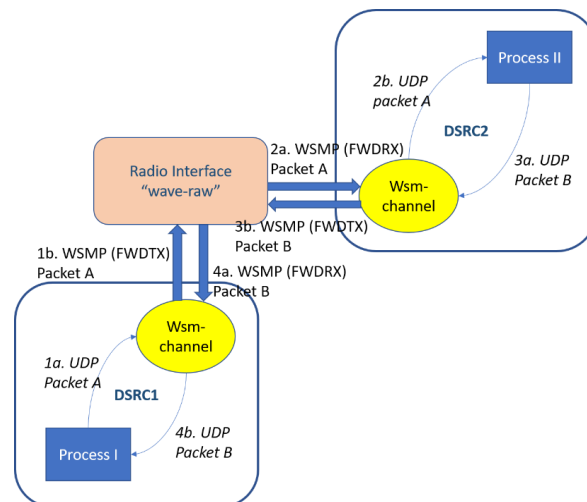 Process II
2b. UDP
packet A
DSRC2
3a. UDP
Packet B
Wsm-
channel
2a. WSMP (FWDRX)
Packet A
Radio Interface
“wave-raw”
3b. WSMP (FWDTX)
Packet B
1b. WSMP (FWDTX)
Packet A
4a. WSMP (FWDRX)
Packet B
Wsm-
channel
1a. UDP
Packet A
DSRC1
4b. UDP
Packet B
Process I